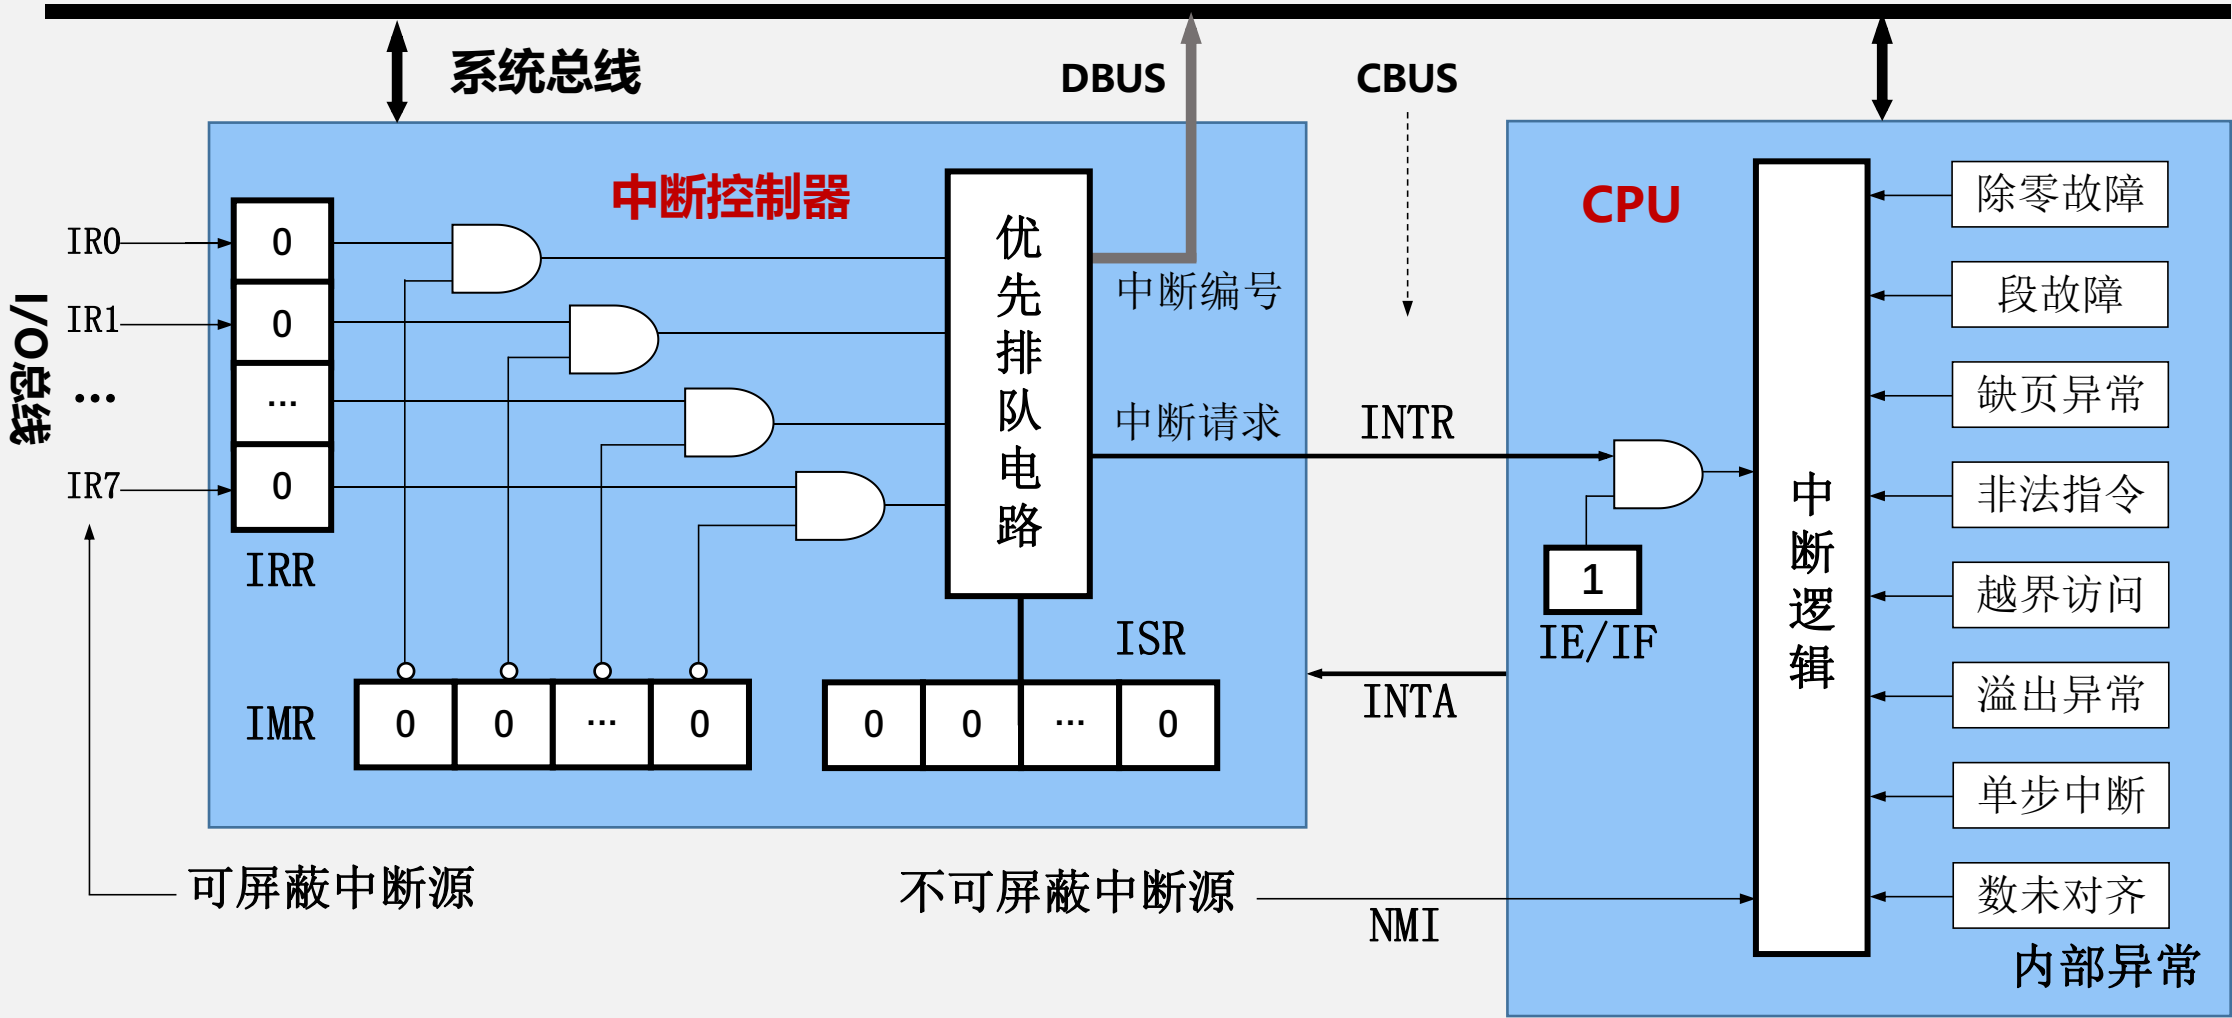 系统总线
DBUS
CBUS
中断控制器
CPU
I/O总线
IR0
IR1
...
IR7
0
0
...
0
IRR
优先排队电路
中断编号
中断请求
INTR
1
IE/IF
中断逻辑
除零故障
段故障
缺页异常
非法指令
越界访问
溢出异常
单步中断
数未对齐
内部异常
ISR
IMR
0
0
...
0
0
0
...
0
INTA
可屏蔽中断源
不可屏蔽中断源
NMI